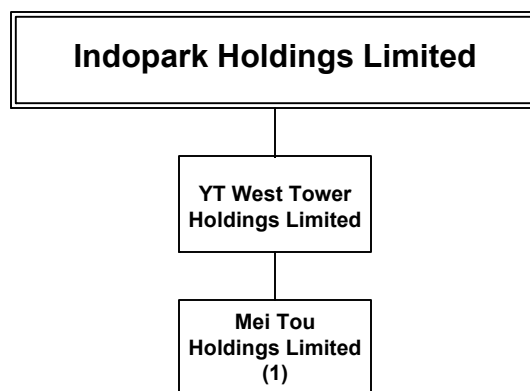 Indopark Holdings Limited
YT West Tower
Holdings Limited
Mei Tou
Holdings Limited
(1)